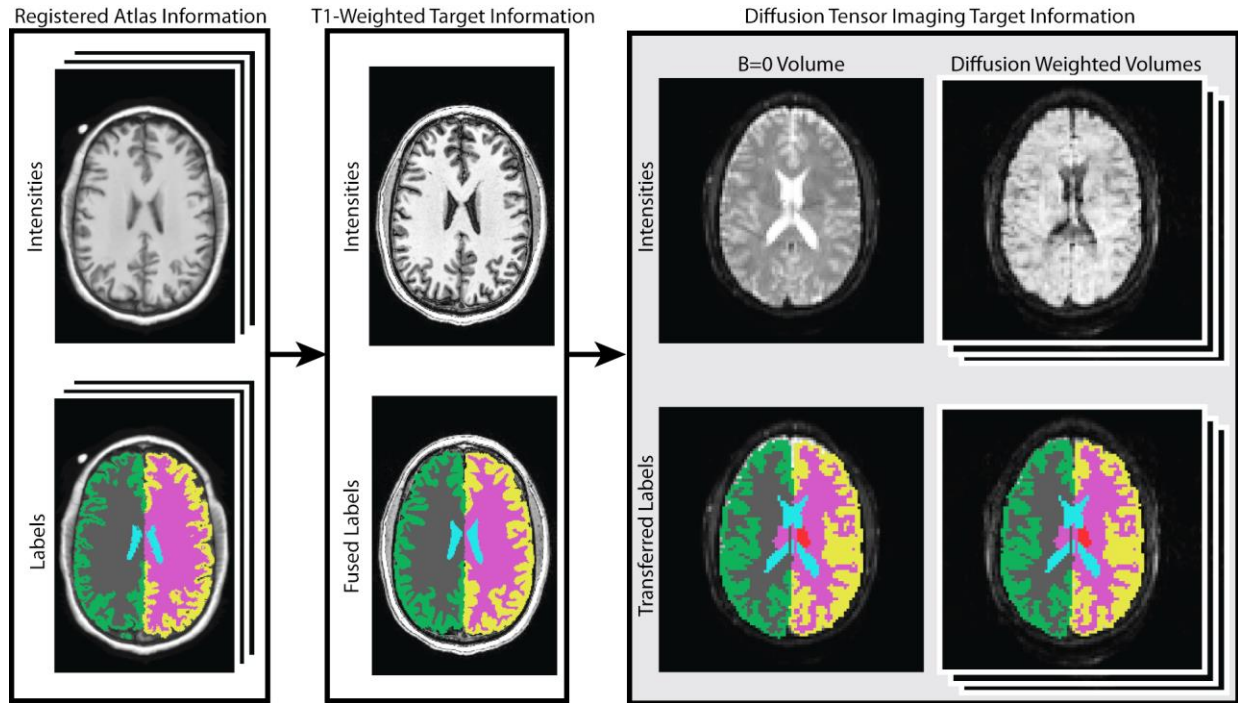 Registered Atlas Information
T1-Weighted Target Information
Diffusion Tensor Imaging Target Information
B=0 Volume
Diffusion Weighted Volumes
Intensities
Intensities
Intensities
Labels
Fused Labels
Transferred Labels